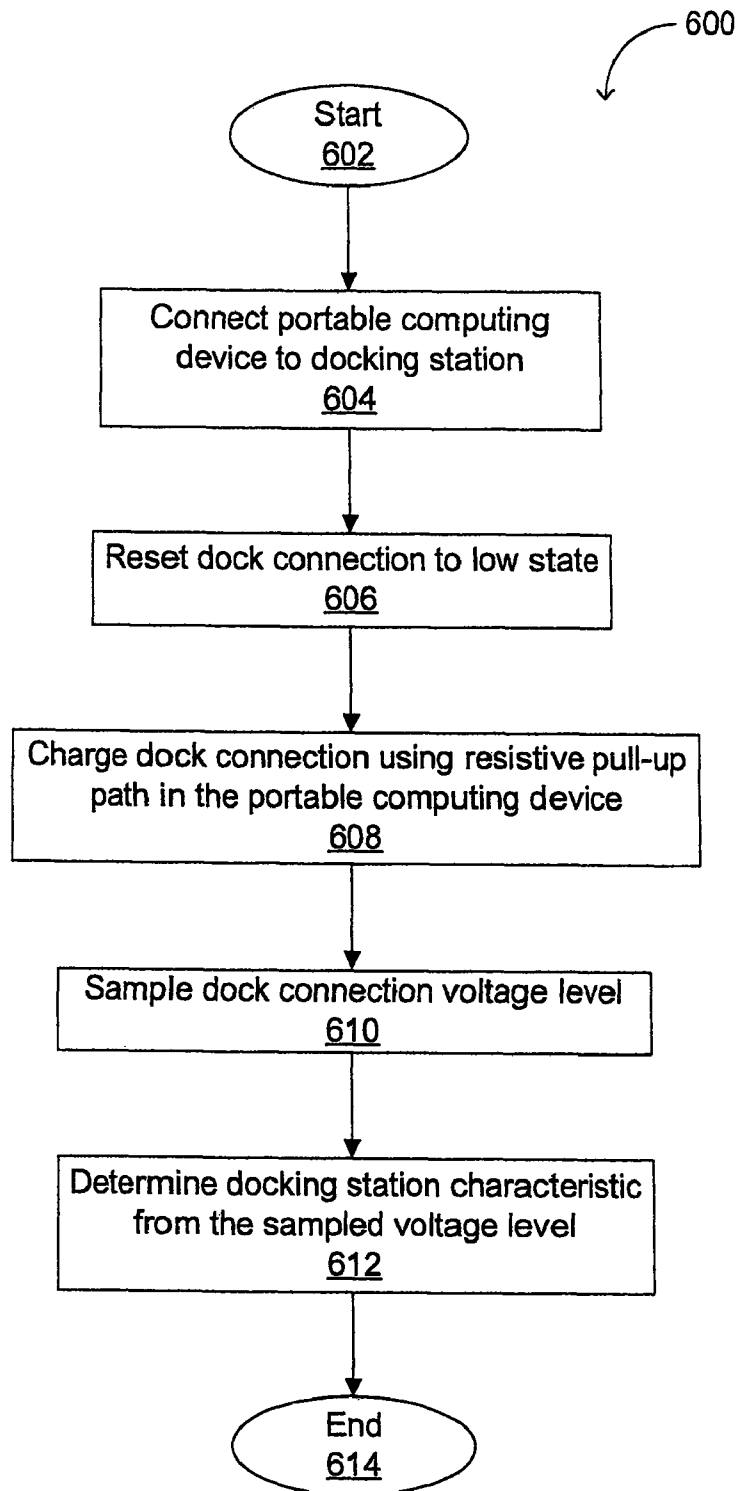 600
Start
602
Connect portable computing
device to docking station
604
Reset dock connection to low state
606
Charge dock connection using resistive pull-up
path in the portable computing device
608
Sample dock connection voltage level
610
Determine docking station characteristic
from the sampled voltage level
612
End
614